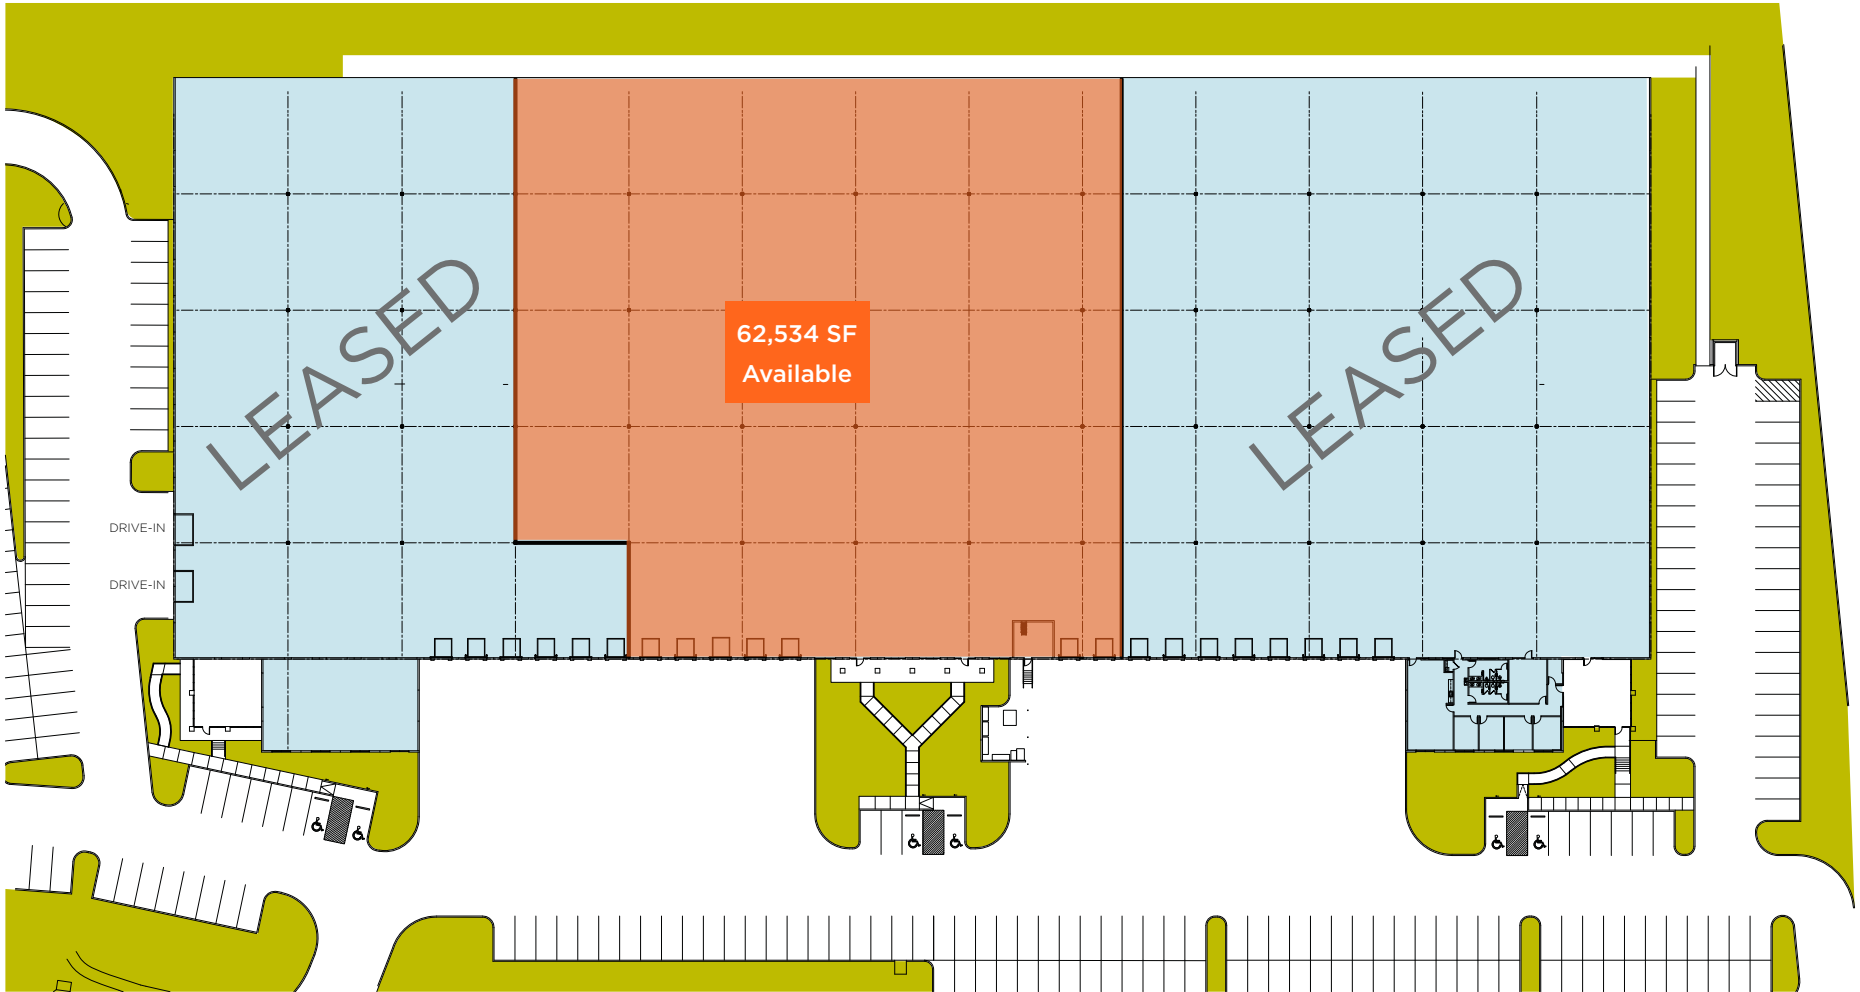 LEASED
62,534 SF
Available
LEASED
DRIVE-IN
DRIVE-IN